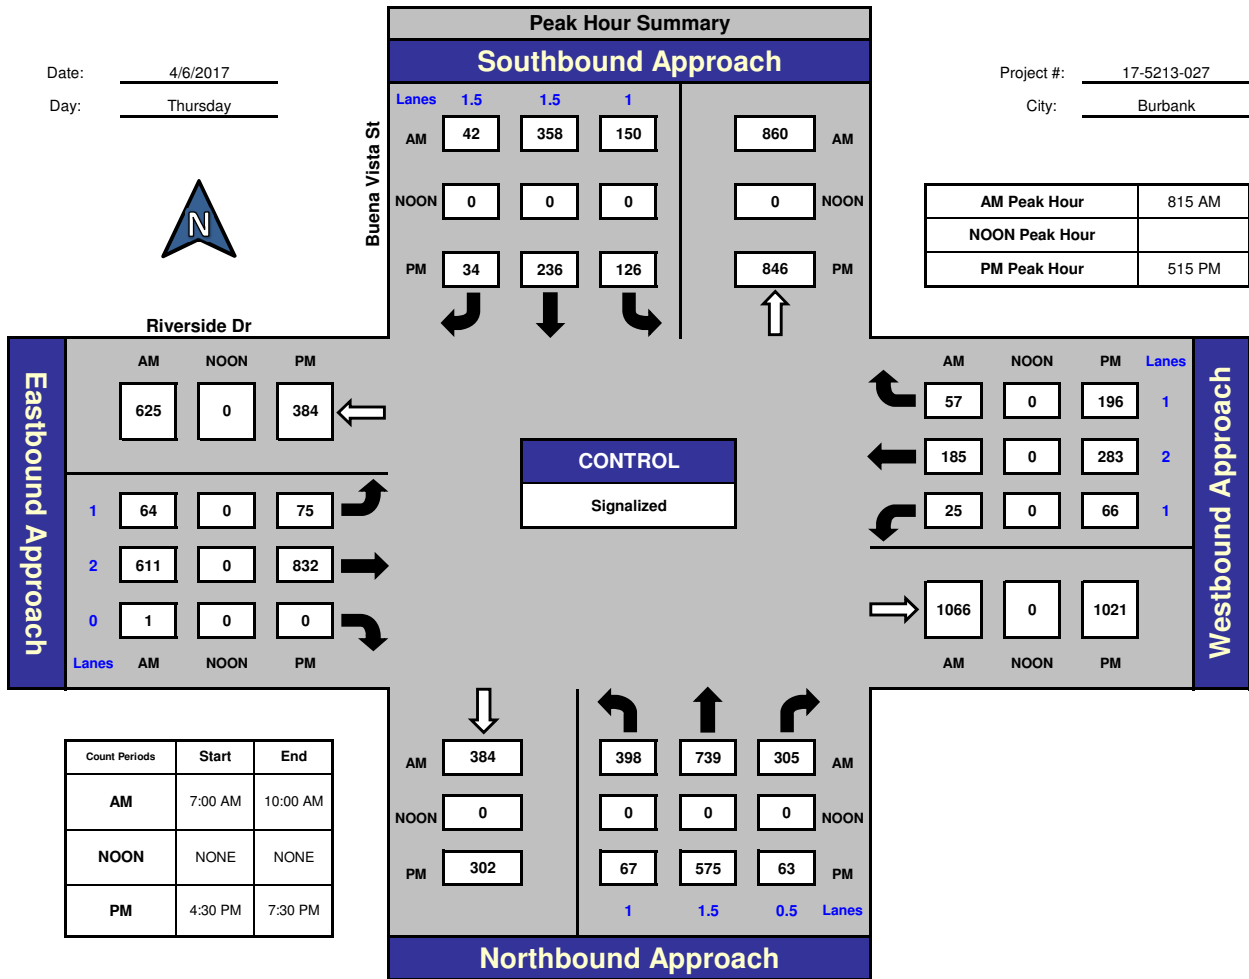 Peak Hour Summary
Southbound Approach
Date: 4/6/2017
Day: Thursday
Project #: 17-5213-027
City: Burbank
Buena Vista St
Lanes 1.5 1.5 1
AM 42 358 150 860 AM
NOON 0 0 0 0 NOON
PM 34 236 126 846 PM
N
AM Peak Hour 815 AM
NOON Peak Hour
PM Peak Hour 515 PM
Riverside Dr
Eastbound Approach
AM NOON PM
625 0 384
1 64 0 75
2 611 0 832
0 1 0 0
Lanes AM NOON PM
CONTROL
Signalized
AM NOON PM Lanes
57 0 196 1
185 0 283 2
25 0 66 1
1066 0 1021
AM NOON PM
Westbound Approach
Count Periods Start End
AM 7:00 AM 10:00 AM
NOON NONE NONE
PM 4:30 PM 7:30 PM
AM 384 398 739 305 AM
NOON 0 0 0 0 NOON
PM 302 67 575 63 PM
1 1.5 0.5 Lanes
Northbound Approach